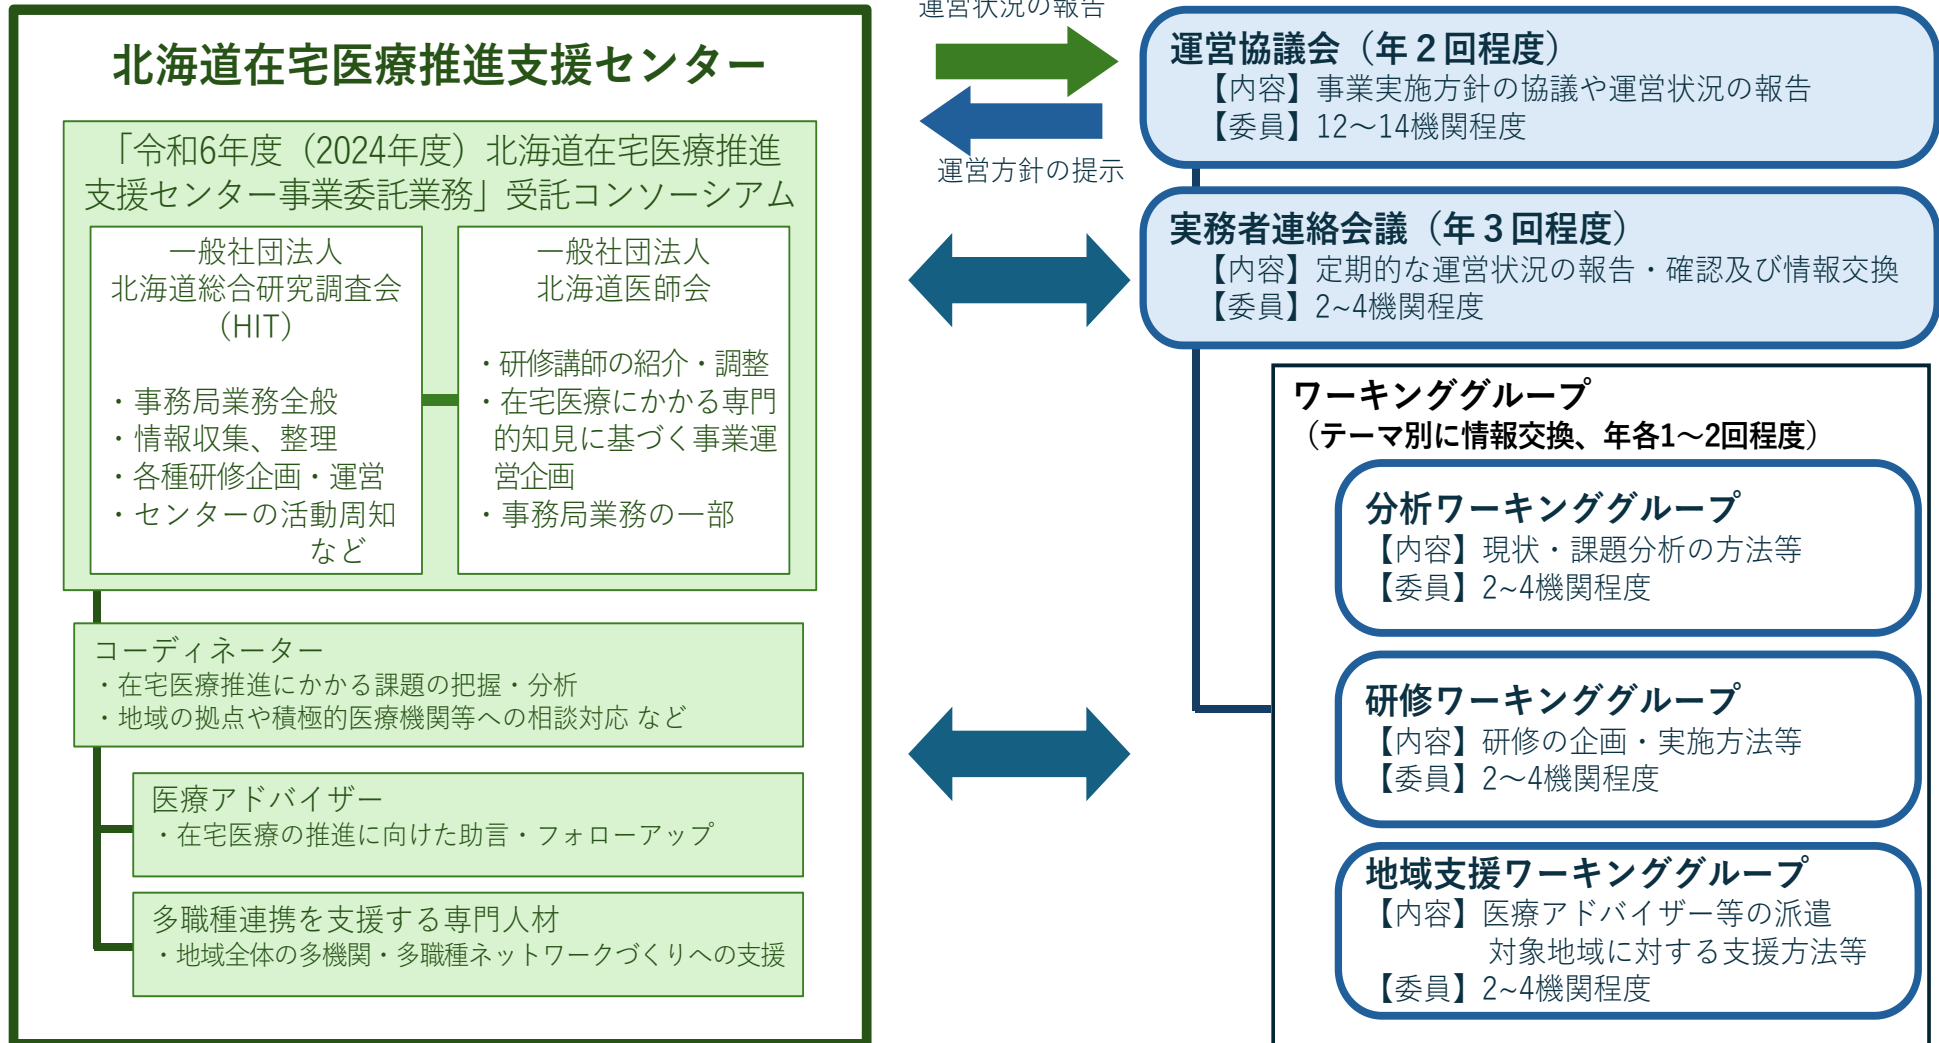 北海道在宅医療推進支援センター
「令和6年度（2024年度）北海道在宅医療推進
支援センター事業委託業務」受託コンソーシアム
一般社団法人
北海道総合研究調査会
（HIT）
・事務局業務全般
・情報収集、整理
・各種研修企画・運営
・センターの活動周知
など
一般社団法人
北海道医師会
・研修講師の紹介・調整
・在宅医療にかかる専門
的知見に基づく事業運
営企画
・事務局業務の一部
コーディネーター
・在宅医療推進にかかる課題の把握・分析
・地域の拠点や積極的医療機関等への相談対応 など
医療アドバイザー
・在宅医療の推進に向けた助言・フォローアップ
多職種連携を支援する専門人材
・地域全体の多機関・多職種ネットワークづくりへの支援
運営状況の報告
運営方針の提示
運営協議会（年２回程度）
【内容】事業実施方針の協議や運営状況の報告
【委員】12～14機関程度
実務者連絡会議（年３回程度）
【内容】定期的な運営状況の報告・確認及び情報交換
【委員】2~4機関程度
ワーキンググループ
（テーマ別に情報交換、年各1～2回程度）
分析ワーキンググループ
【内容】現状・課題分析の方法等
【委員】2~4機関程度
研修ワーキンググループ
【内容】研修の企画・実施方法等
【委員】2～4機関程度
地域支援ワーキンググループ
【内容】医療アドバイザー等の派遣
対象地域に対する支援方法等
【委員】2~4機関程度